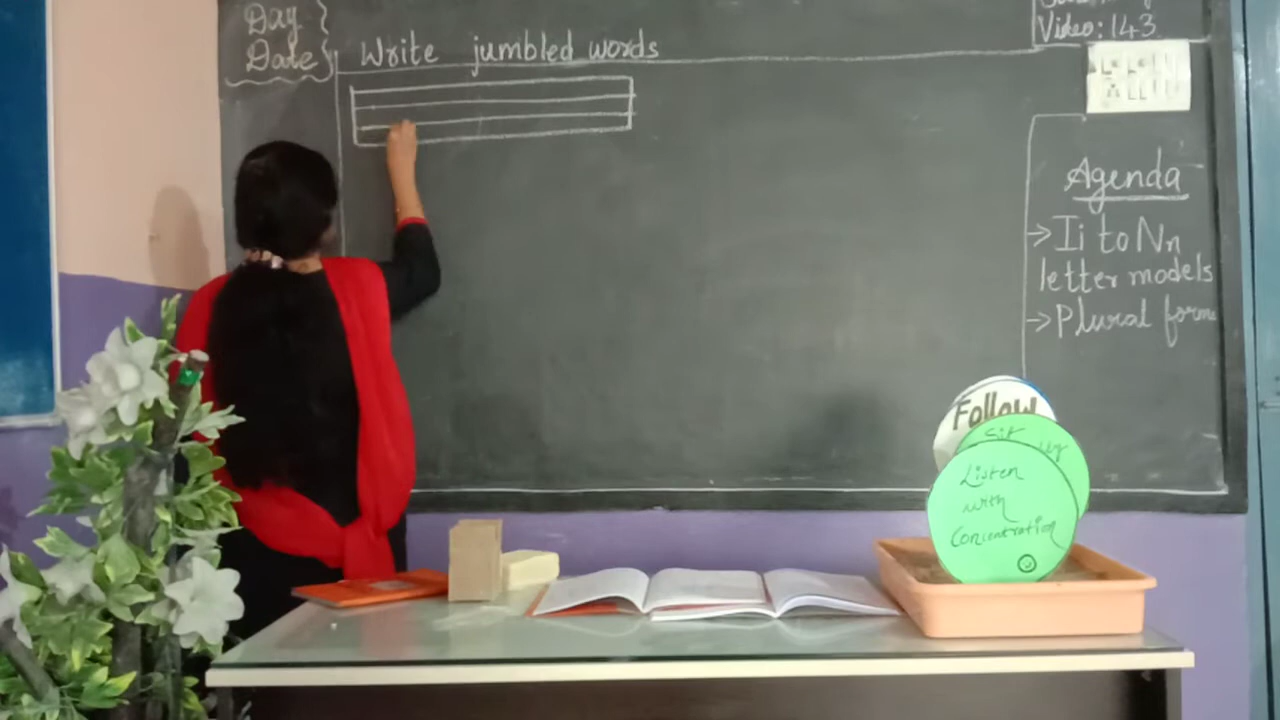 Day
Date
Write jumbled words
Video: 143
Agenda
→ Ii to Nn
letter models
→ Plural forms
Follow
Sit
Listen
with
Concentration